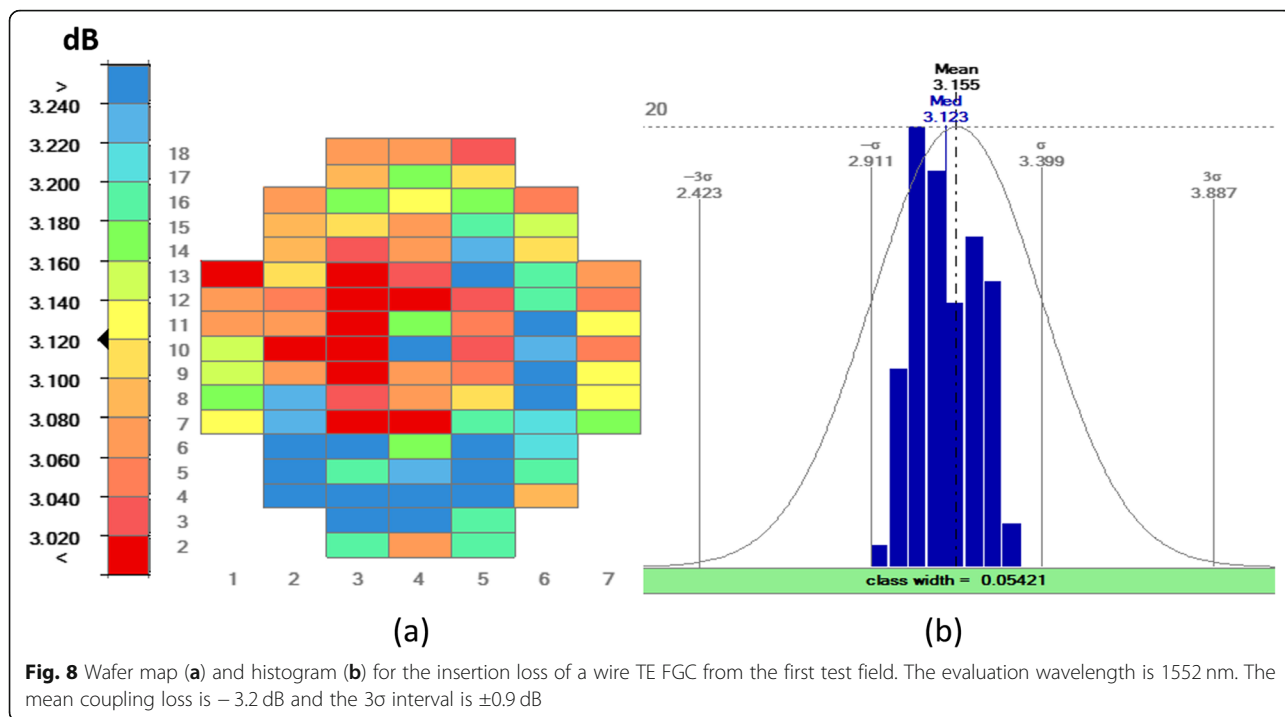 dB
>
3.240
3.220
3.200
3.180
3.160
3.140
3.120
3.100
3.080
3.060
3.040
3.020
<
18
17
16
15
14
13
12
11
10
9
8
7
6
5
4
3
2
1 2 3 4 5 6 7
(a)
Mean
3.155
Med
3.123
20
−σ
2.911
σ
3.399
−3σ
2.423
3σ
3.887
class width = 0.05421
(b)
Fig. 8 Wafer map (a) and histogram (b) for the insertion loss of a wire TE FGC from the first test field. The evaluation wavelength is 1552 nm. The
mean coupling loss is − 3.2 dB and the 3σ interval is ±0.9 dB